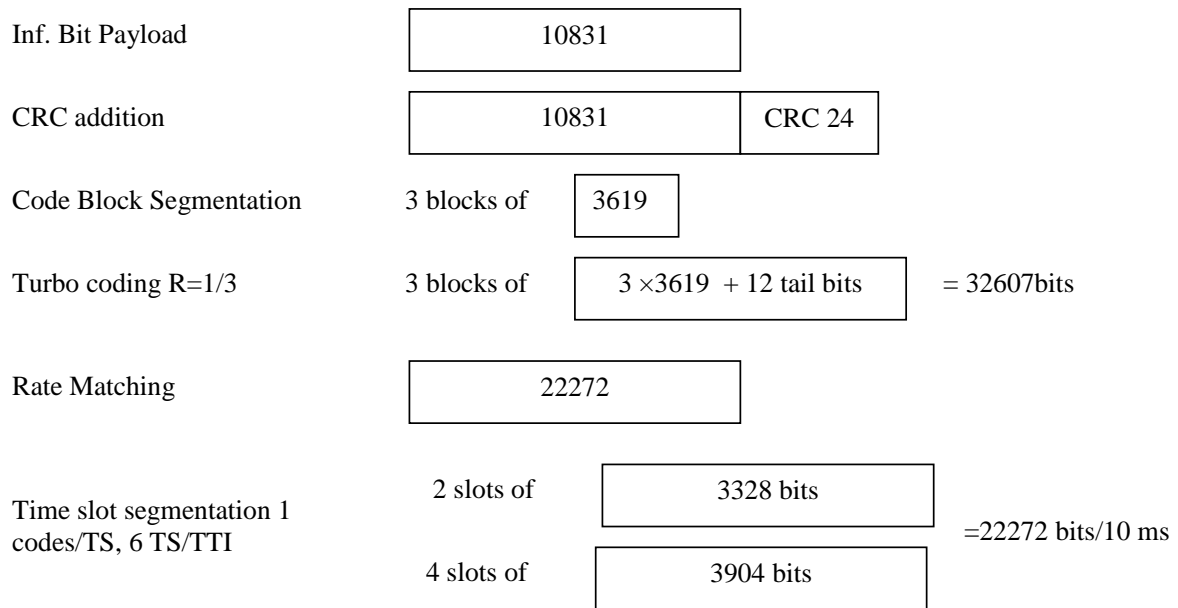 Inf. Bit Payload
10831
CRC addition
10831
CRC 24
Code Block Segmentation
3 blocks of
3619
Turbo coding R=1/3
3 blocks of
3 ×3619 + 12 tail bits
= 32607bits
Rate Matching
22272
2 slots of
3328 bits
Time slot segmentation 1
codes/TS, 6 TS/TTI
=22272 bits/10 ms
4 slots of
3904 bits